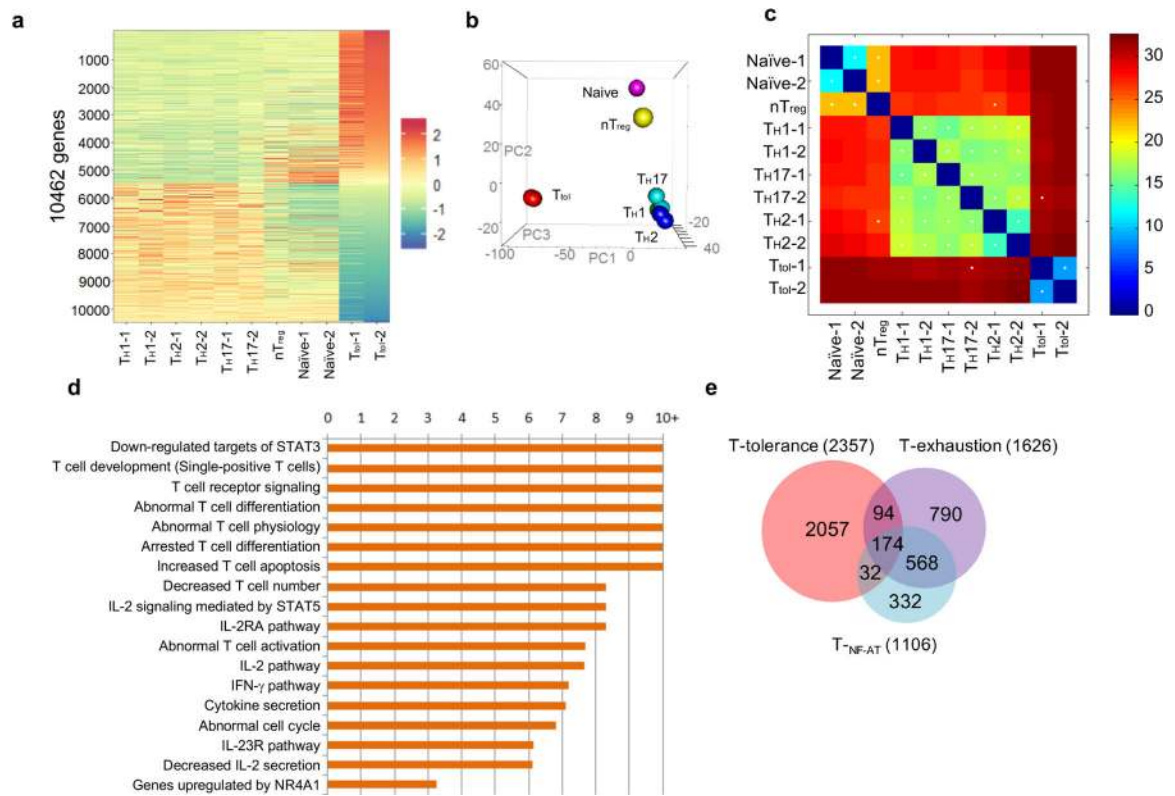 a
10462 genes
1000
2000
3000
4000
5000
6000
7000
8000
9000
10000
TH1-1
TH1-2
TH2-1
TH2-2
TH17-1
TH17-2
nTreg
Naïve-1
Naïve-2
Ttol-1
Ttol-2
2
1
0
-1
-2
b
60
40
20
0
-20
PC2
PC3
-100
-50
PC1
0
-20
40
Naive
nTreg
TH17
TH1
TH2
Ttol
c
Naïve-1
Naïve-2
nTreg
TH1-1
TH1-2
TH17-1
TH17-2
TH2-1
TH2-2
Ttol-1
Ttol-2
Naïve-1
Naïve-2
nTreg
TH1-1
TH1-2
TH17-1
TH17-2
TH2-1
TH2-2
Ttol-1
Ttol-2
30
25
20
15
10
5
0
d
0 1 2 3 4 5 6 7 8 9 10+
Down-regulated targets of STAT3
T cell development (Single-positive T cells)
T cell receptor signaling
Abnormal T cell differentiation
Abnormal T cell physiology
Arrested T cell differentiation
Increased T cell apoptosis
Decreased T cell number
IL-2 signaling mediated by STAT5
IL-2RA pathway
Abnormal T cell activation
IL-2 pathway
IFN-γ pathway
Cytokine secretion
Abnormal cell cycle
IL-23R pathway
Decreased IL-2 secretion
Genes upregulated by NR4A1
e
T-tolerance (2357) T-exhaustion (1626)
2057
94
790
174
568
32
332
T-NF-AT (1106)